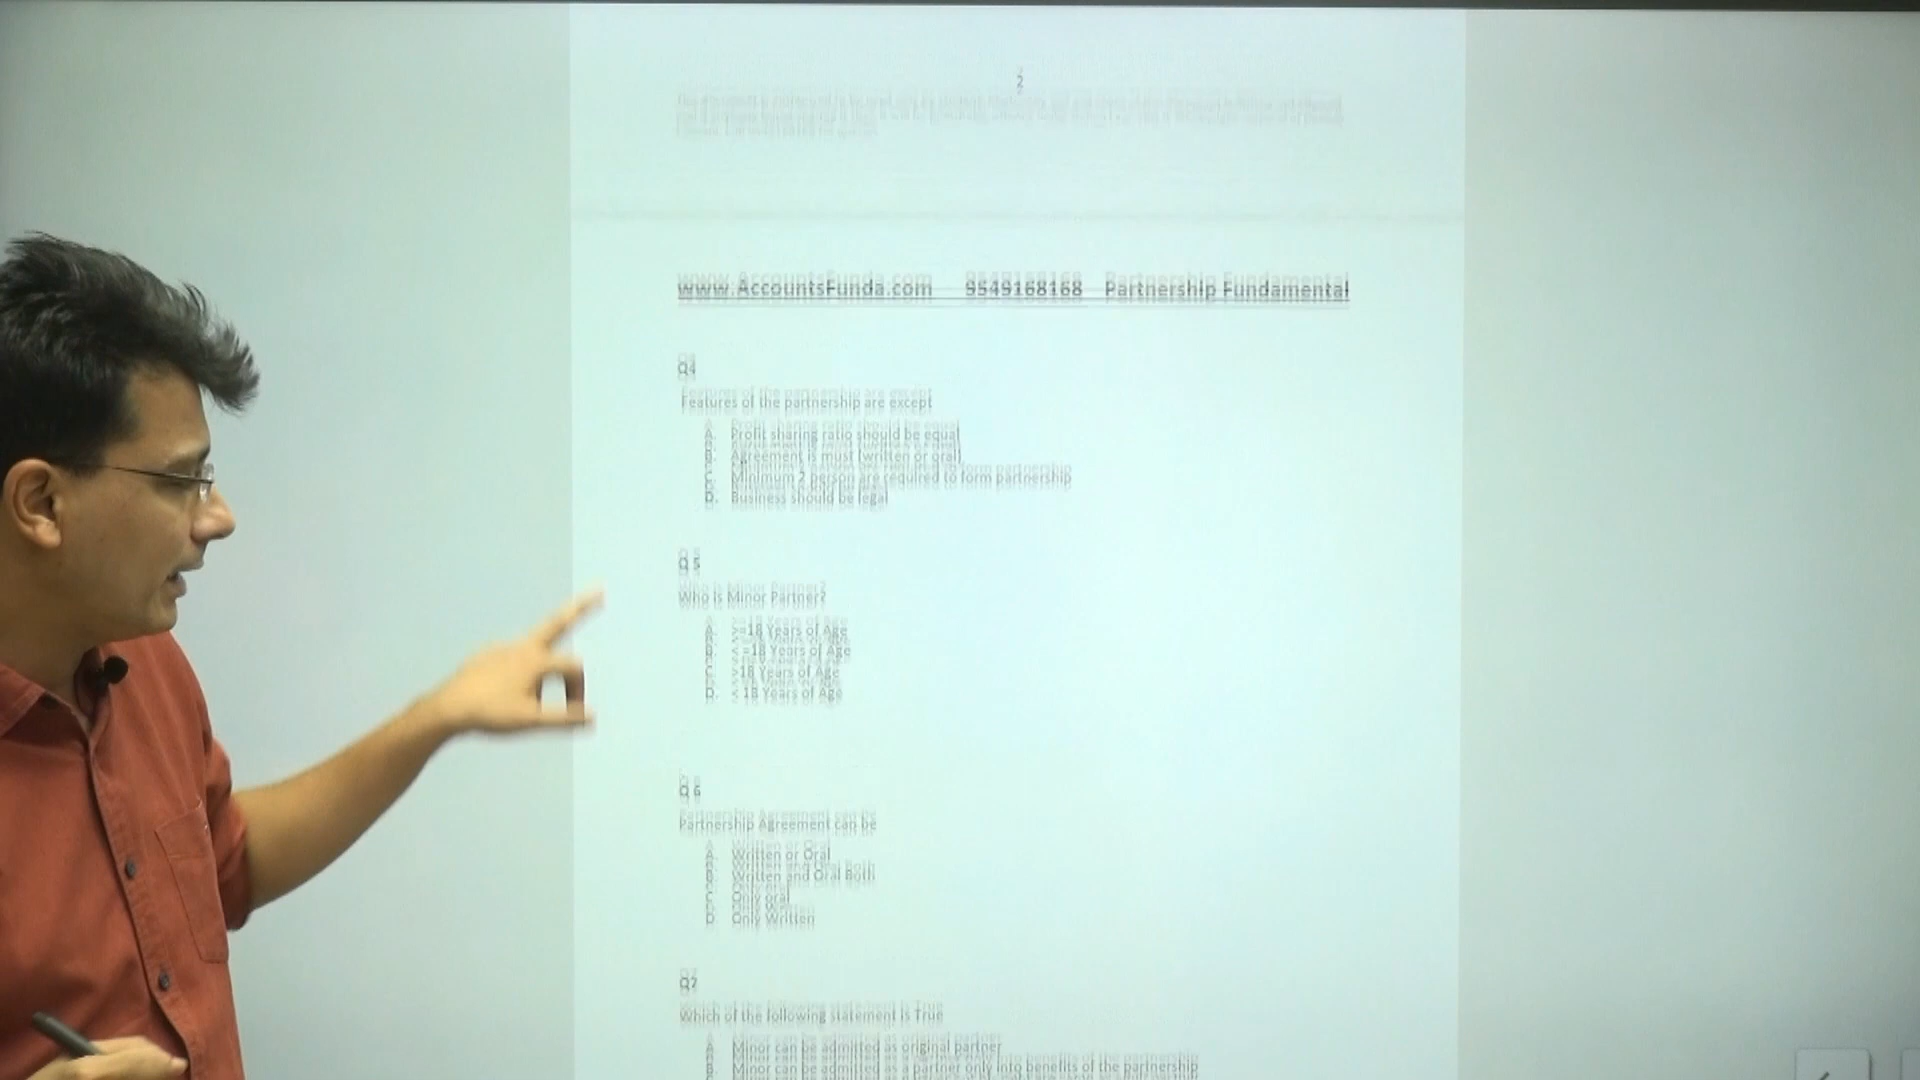 2
www.AccountsFunda.com 9549168168 Partnership Fundamental
Q4
Features of the partnership are except
A. Profit sharing ratio should be equal
B. Agreement is must (written or oral)
C. Minimum 2 person are required to form partnership
D. Business should be legal
Q 5
Who is Minor Partner?
A. >=18 Years of Age
B. < =18 Years of Age
C. >18 Years of Age
D. < 18 Years of Age
Q 6
Partnership Agreement can be
A. Written or Oral
B. Written and Oral Both
C. Only oral
D. Only Written
Q7
Which of the following statement is True
A. Minor can be admitted as original partner
B. Minor can be admitted as a partner only into benefits of the partnership